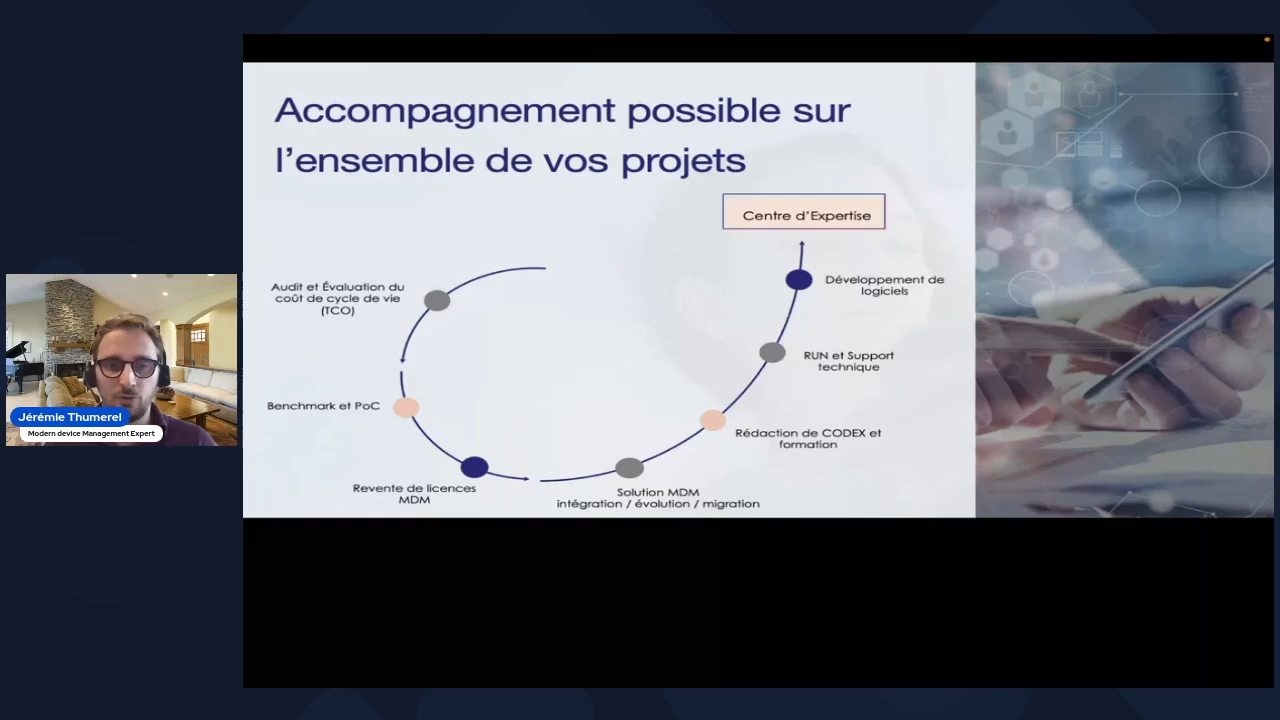 Accompagnement possible sur
l’ensemble de vos projets
Centre d’Expertise
Audit et Évaluation du
coût de cycle de vie
(TCO)
Développement de
logiciels
RUN et Support
technique
Benchmark et PoC
Rédaction de CODEX et
formation
Revente de licences
MDM
Solution MDM
intégration / évolution / migration
Jérémie Thumerel
Modern device Management Expert